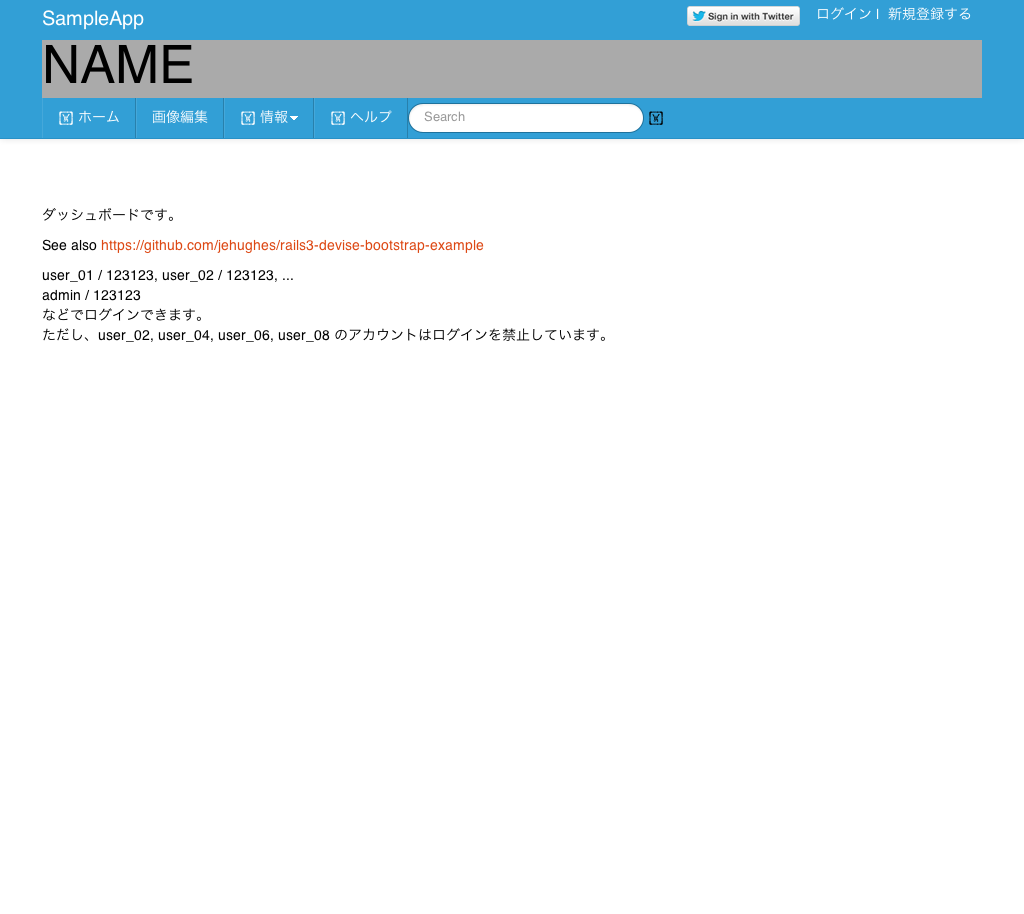 SampleApp
Sign in with Twitter
ログイン | 新規登録する
NAME
ホーム
画像編集
情報
ヘルプ
Search
ダッシュボードです。
See also https://github.com/jehughes/rails3-devise-bootstrap-example
user_01 / 123123, user_02 / 123123, ...
admin / 123123
などでログインできます。
ただし、user_02, user_04, user_06, user_08 のアカウントはログインを禁止しています。